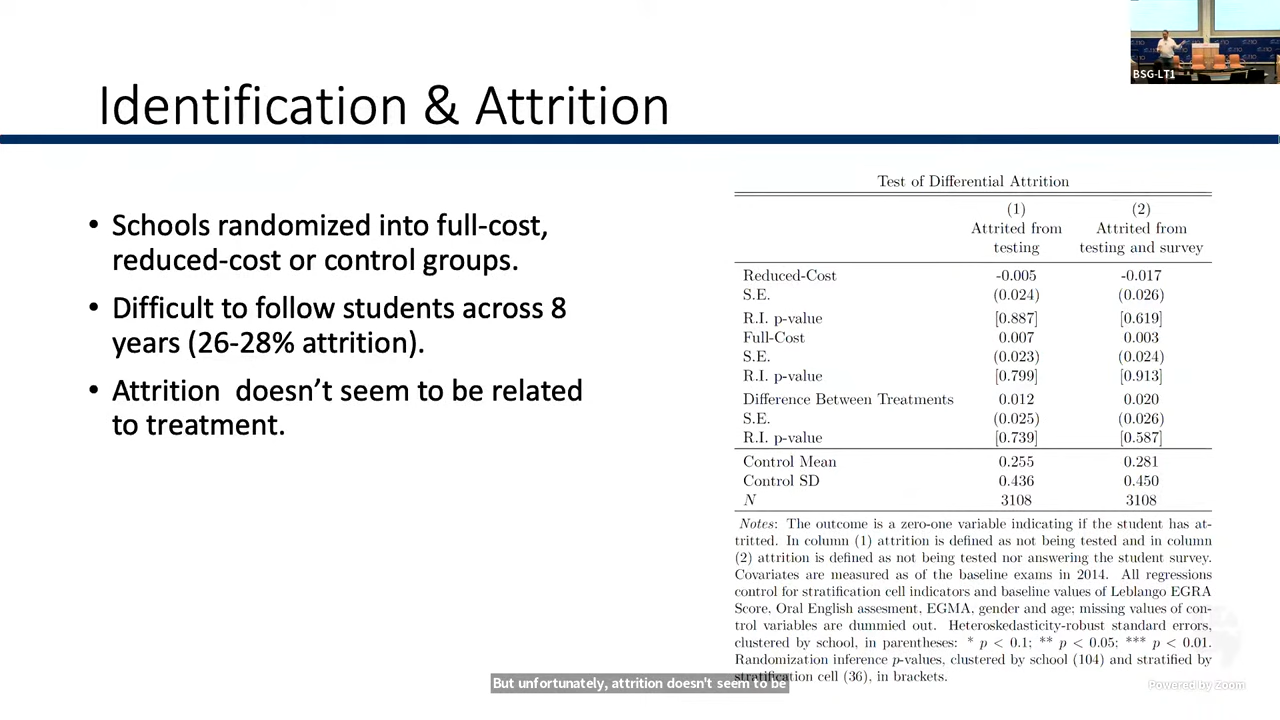 BSG-LT1
Identification & Attrition
• Schools randomized into full-cost,
reduced-cost or control groups.
• Difficult to follow students across 8
years (26-28% attrition).
• Attrition doesn't seem to be related
to treatment.
Test of Differential Attrition
(1) (2)
Attrited from Attrited from
testing testing and survey
Reduced-Cost -0.005 -0.017
S.E. (0.024) (0.026)
R.I. p-value [0.887] [0.619]
Full-Cost 0.007 0.003
S.E. (0.023) (0.024)
R.I. p-value [0.799] [0.913]
Difference Between Treatments 0.012 0.020
S.E. (0.025) (0.026)
R.I. p-value [0.739] [0.587]
Control Mean 0.255 0.281
Control SD 0.436 0.450
N 3108 3108
Notes: The outcome is a zero-one variable indicating if the student has at-
tritted. In column (1) attrition is defined as not being tested and in column
(2) attrition is defined as not being tested nor answering the student survey.
Covariates are measured as of the baseline exams in 2014. All regressions
control for stratification cell indicators and baseline values of Leblango EGRA
Score, Oral English assesment, EGMA, gender and age; missing values of con-
trol variables are dummied out. Heteroskedasticity-robust standard errors,
clustered by school, in parentheses: * p < 0.1; ** p < 0.05; *** p < 0.01.
Randomization inference p-values, clustered by school (104) and stratified by
stratification cell (36), in brackets.
But unfortunately, attrition doesn't seem to be
Powered by Zoom